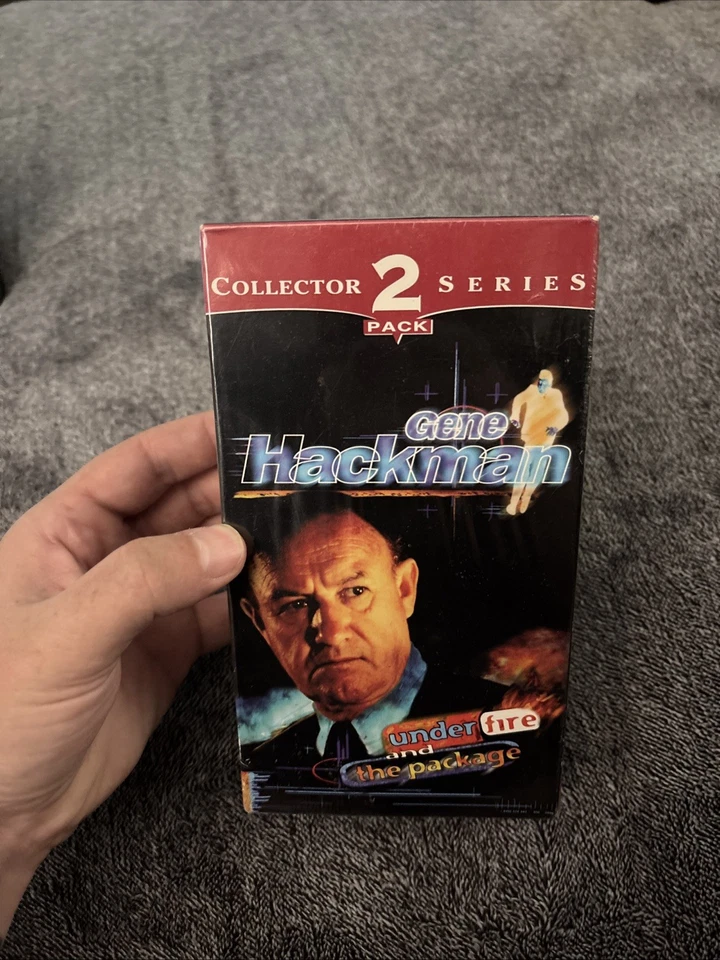 COLLECTOR 2 SERIES
PACK
Gene
Hackman
under fire
and
the package